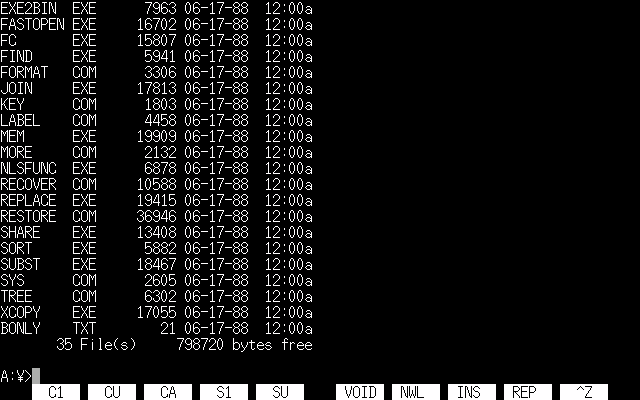 EXE2BIN  EXE      7963 06-17-88  12:00a
FASTOPEN EXE     16702 06-17-88  12:00a
FC       EXE     15807 06-17-88  12:00a
FIND     EXE      5941 06-17-88  12:00a
FORMAT   COM      3306 06-17-88  12:00a
JOIN     EXE     17813 06-17-88  12:00a
KEY      COM      1803 06-17-88  12:00a
LABEL    COM      4458 06-17-88  12:00a
MEM      EXE     19909 06-17-88  12:00a
MORE     COM      2132 06-17-88  12:00a
NLSFUNC  EXE      6878 06-17-88  12:00a
RECOVER  COM     10588 06-17-88  12:00a
REPLACE  EXE     19415 06-17-88  12:00a
RESTORE  COM     36946 06-17-88  12:00a
SHARE    EXE     13408 06-17-88  12:00a
SORT     EXE      5882 06-17-88  12:00a
SUBST    EXE     18467 06-17-88  12:00a
SYS      COM      2605 06-17-88  12:00a
TREE     COM      6302 06-17-88  12:00a
XCOPY    EXE     17055 06-17-88  12:00a
BONLY    TXT        21 06-17-88  12:00a
       35 File(s)     798720 bytes free
A:¥>
C1 CU CA S1 SU VOID NWL INS REP ^Z